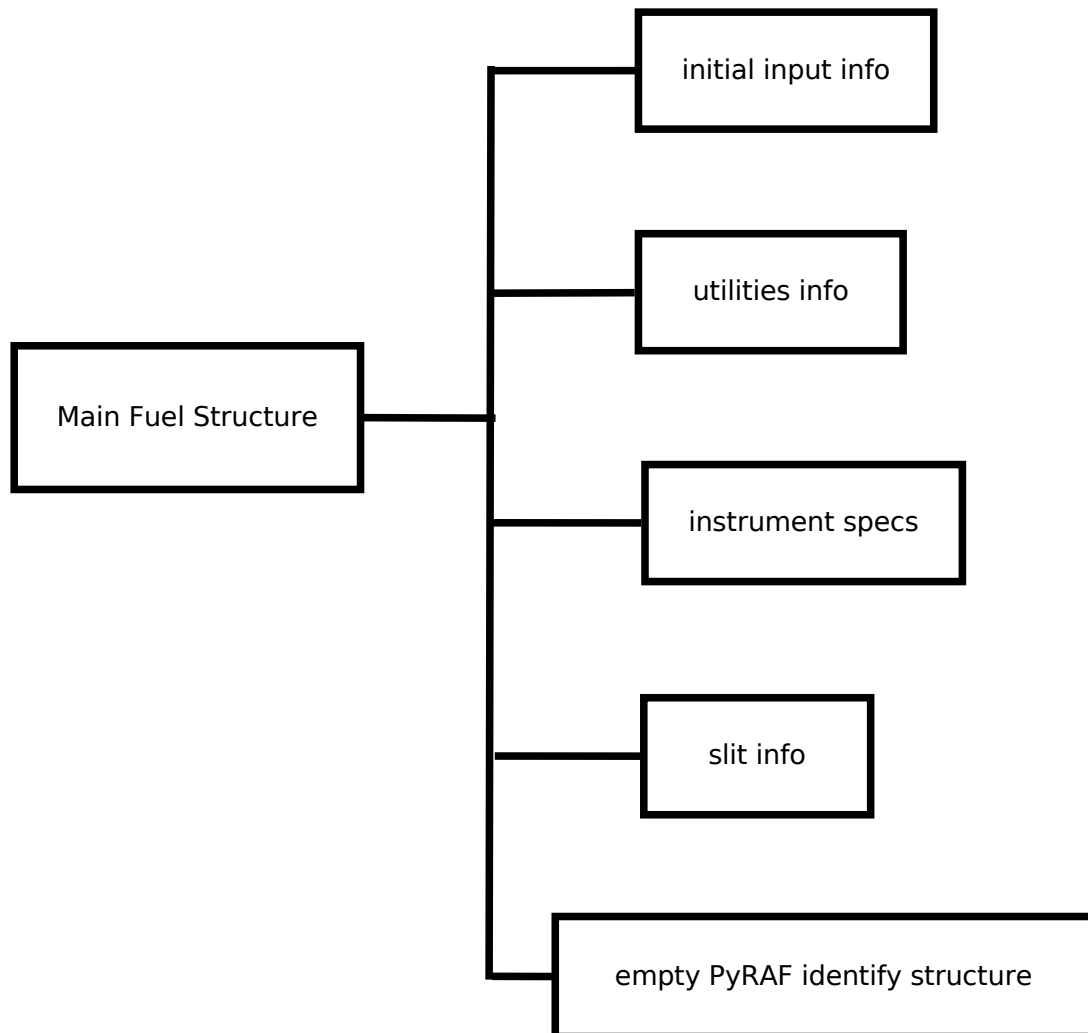 initial input info
utilities info
Main Fuel Structure
instrument specs
slit info
empty PyRAF identify structure